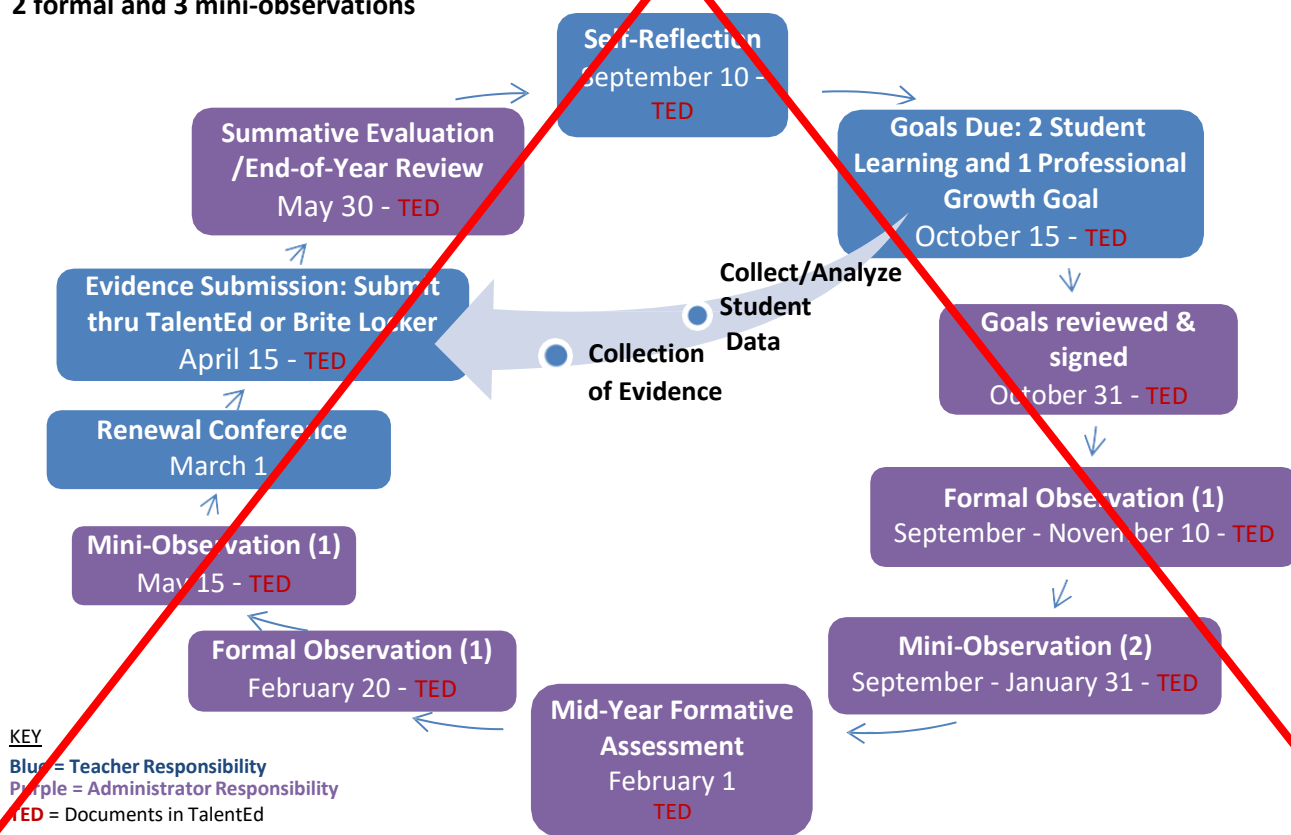 2 formal and 3 mini-observations
Self-Reflection
September 10 -
TED
Goals Due: 2 Student
Learning and 1 Professional
Growth Goal
October 15 - TED
Goals reviewed &
signed
October 31 - TED
Formal Observation (1)
September - November 10 - TED
Mini-Observation (2)
September - January 31 - TED
Mid-Year Formative
Assessment
February 1
TED
Formal Observation (1)
February 20 - TED
Mini-Observation (1)
May 15 - TED
Renewal Conference
March 1
Evidence Submission: Submit
thru TalentEd or Brite Locker
April 15 - TED
Summative Evaluation
/End-of-Year Review
May 30 - TED
Collect/Analyze
Student
Data
Collection
of Evidence
KEY
Blue = Teacher Responsibility
Purple = Administrator Responsibility
TED = Documents in TalentEd